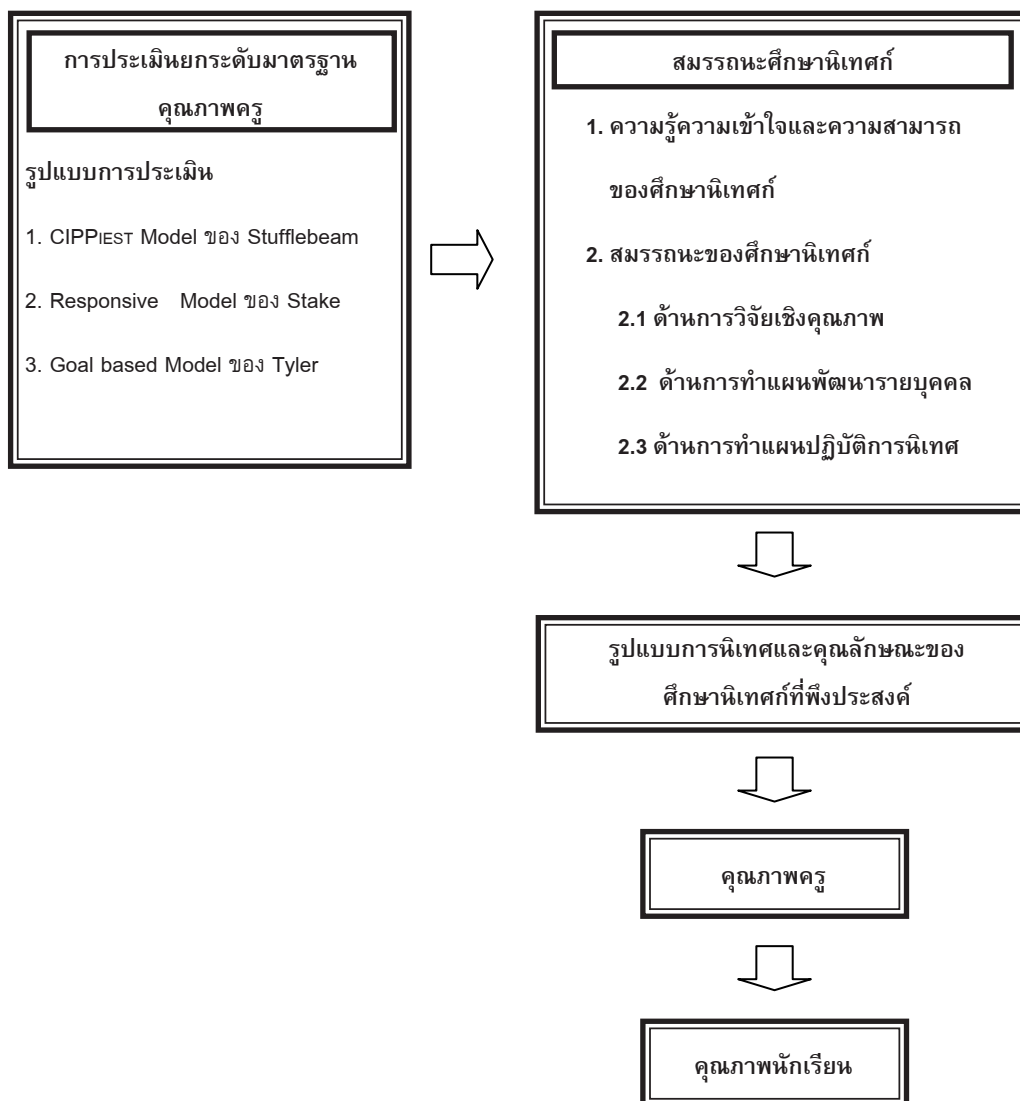 การประเมินยกระดับมาตรฐาน
คุณภาพครู
รูปแบบการประเมิน
1. CIPPIEST Model ของ Stufflebeam
2. Responsive Model ของ Stake
3. Goal based Model ของ Tyler
สมรรถนะศึกษานิเทศก์
1. ความรู้ความเข้าใจและความสามารถ
ของศึกษานิเทศก์
2. สมรรถนะของศึกษานิเทศก์
2.1 ด้านการวิจัยเชิงคุณภาพ
2.2 ด้านการทำแผนพัฒนารายบุคคล
2.3 ด้านการทำแผนปฏิบัติการนิเทศ
รูปแบบการนิเทศและคุณลักษณะของ
ศึกษานิเทศก์ที่พึงประสงค์
คุณภาพครู
คุณภาพนักเรียน